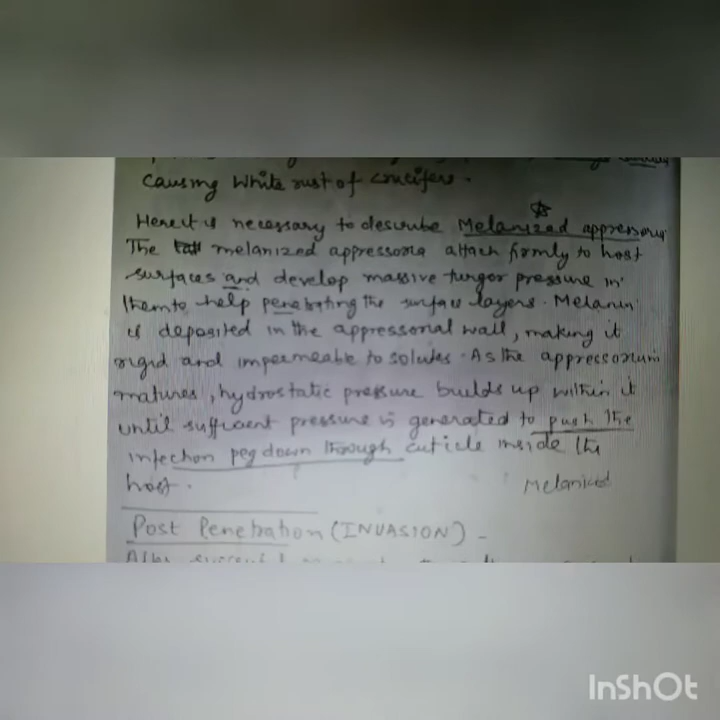 causing White rust of crucifers.
Here it is necessary to describe Melanized appressoria
The melanized appressoria attach firmly to host
surfaces and develop massive turgor pressure in
them to help penetrating the surface layers. Melanin
is deposited in the appressorial wall, making it
rigid and impermeable to solutes. As the appressorium
matures, hydrostatic pressure builds up within it
until sufficient pressure is generated to push the
infection peg down through cuticle inside the
host.
Melanized
Post Penetration (INVASION) -
InShOt